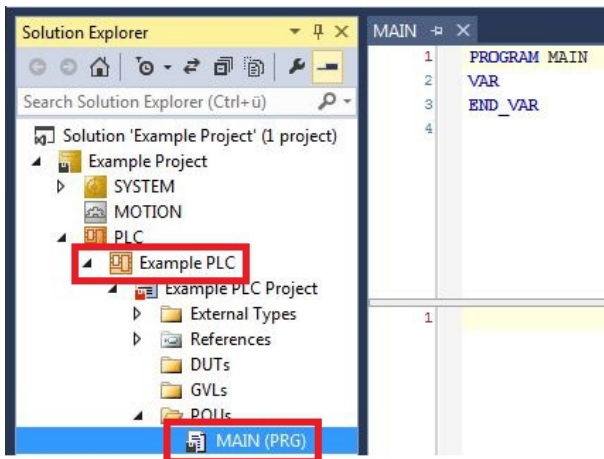 Solution Explorer
Search Solution Explorer (Ctrl+ü)
Solution 'Example Project' (1 project)
Example Project
SYSTEM
MOTION
PLC
Example PLC
Example PLC Project
External Types
References
DUTs
GVLs
POUs
MAIN (PRG)
MAIN
1 PROGRAM MAIN
2 VAR
3 END_VAR
4
1